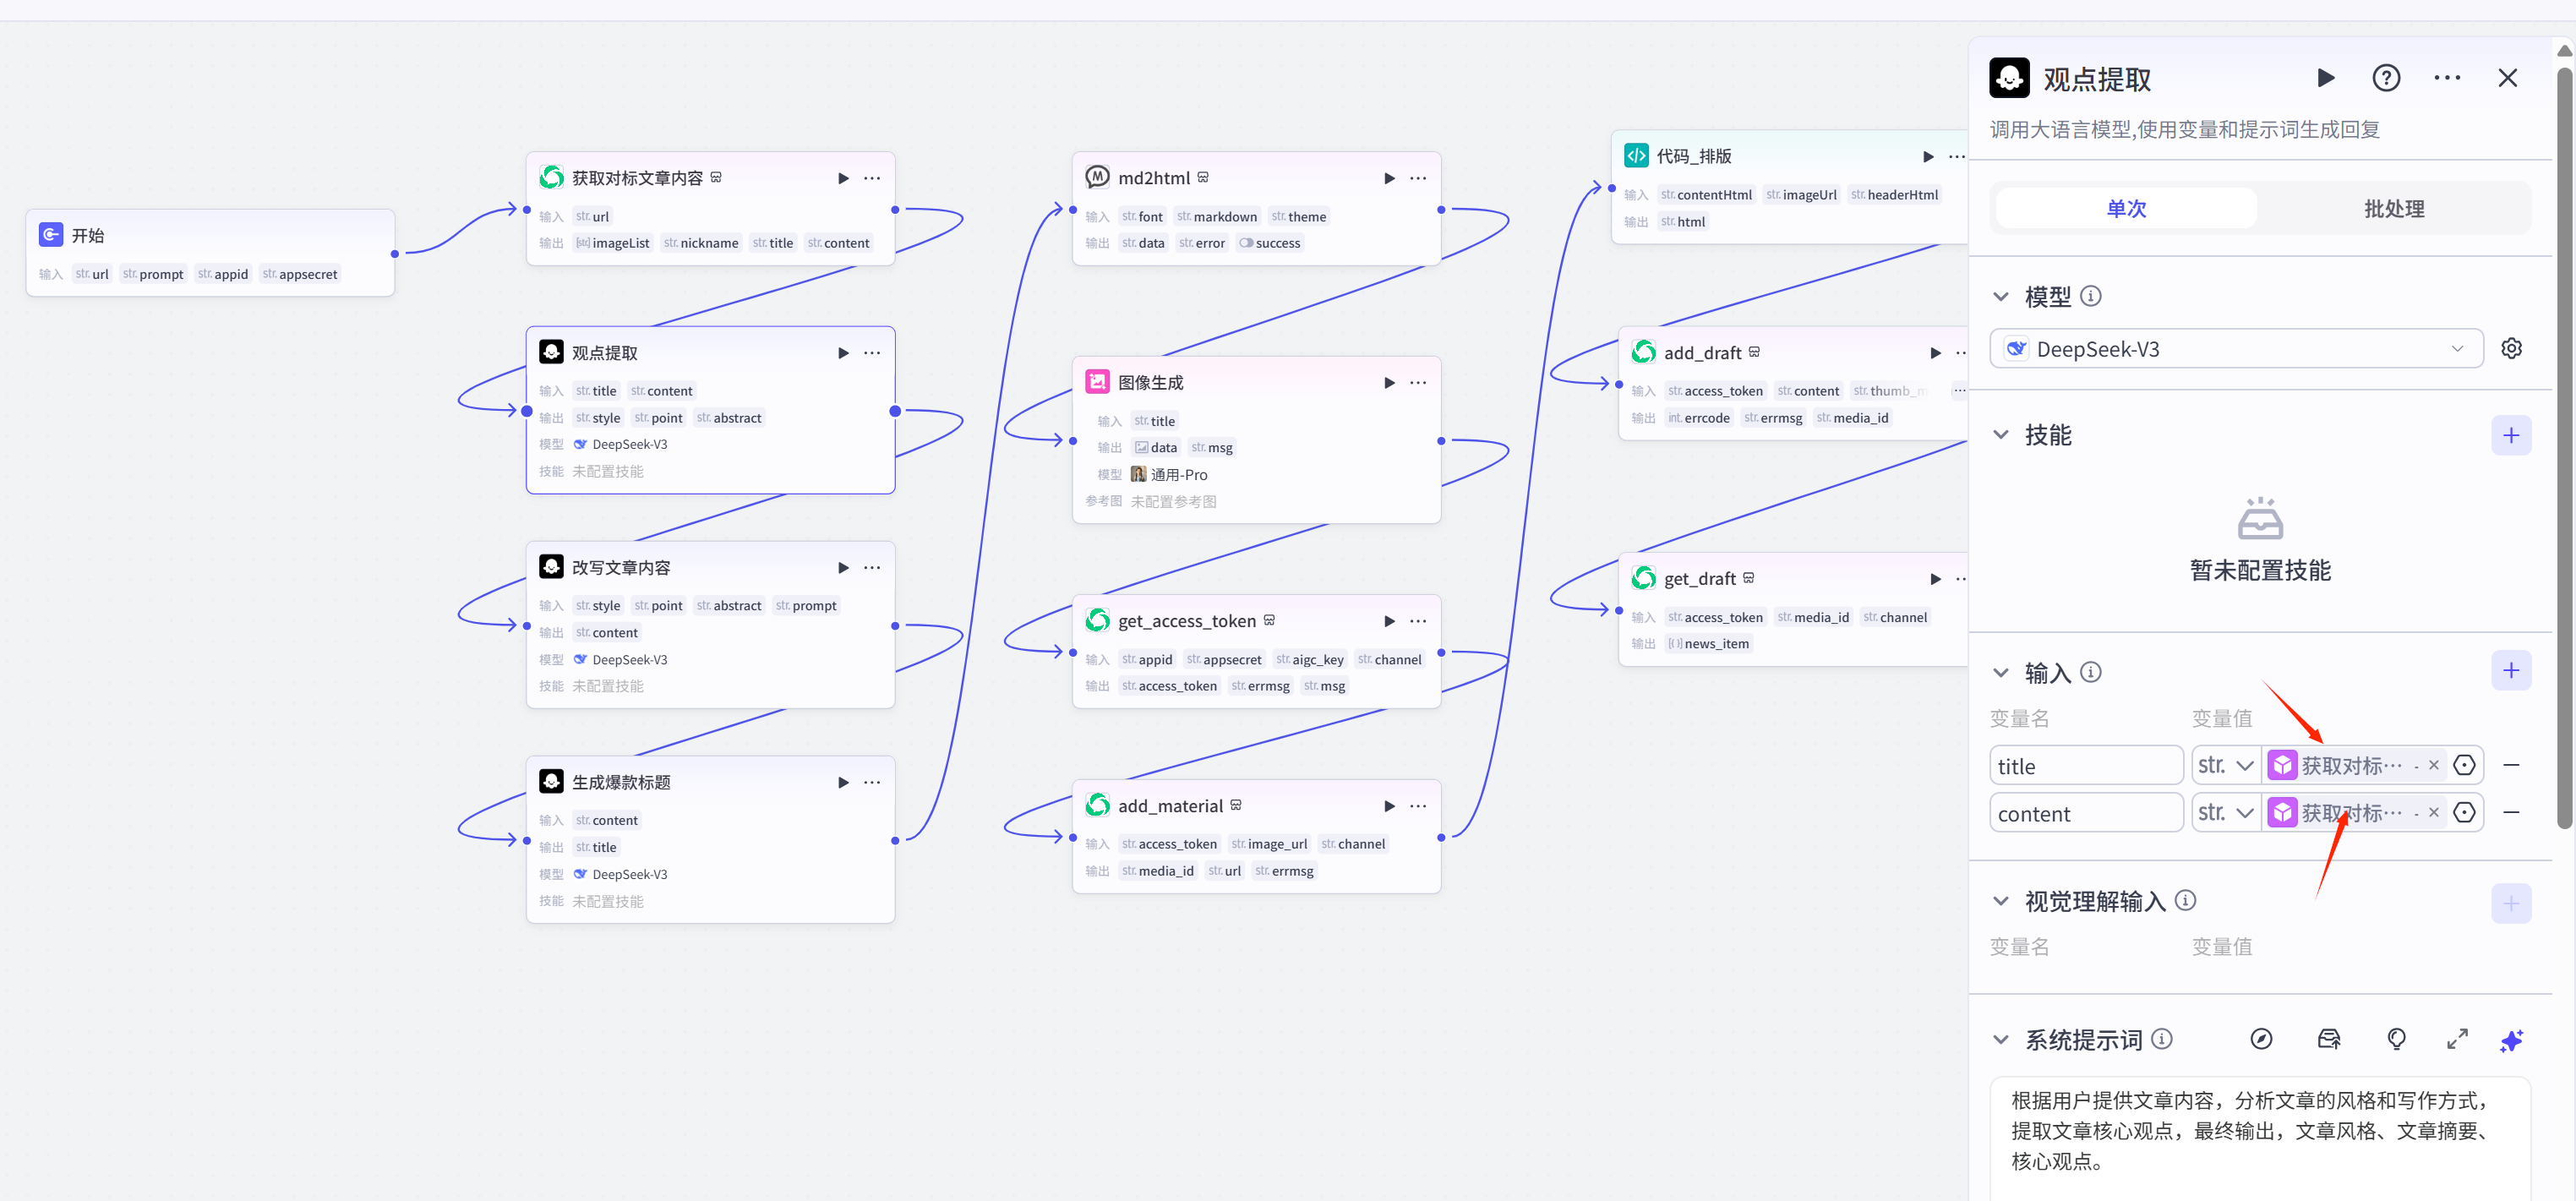 开始
输入 str. url str. prompt str. appid str. appsecret
获取对标文章内容
输入 str. url
输出 [str] imageList str. nickname str. title str. content
观点提取
输入 str. title str. content
输出 str. style str. point str. abstract
模型 DeepSeek-V3
技能 未配置技能
改写文章内容
输入 str. style str. point str. abstract str. prompt
输出 str. content
模型 DeepSeek-V3
技能 未配置技能
生成爆款标题
输入 str. content
输出 str. title
模型 DeepSeek-V3
技能 未配置技能
md2html
输入 str. font str. markdown str. theme
输出 str. data str. error success
图像生成
输入 str. title
输出 data str. msg
模型 通用-Pro
参考图 未配置参考图
get_access_token
输入 str. appid str. appsecret str. aigc_key str. channel
输出 str. access_token str. errmsg str. msg
add_material
输入 str. access_token str. image_url str. channel
输出 str. media_id str. url str. errmsg
代码_排版
输入 str. contentHtml str. imageUrl str. headerHtml
输出 str. html
add_draft
输入 str. access_token str. content str. thumb_m ...
输出 int. errcode str. errmsg str. media_id
get_draft
输入 str. access_token str. media_id str. channel
输出 [{}] news_item
观点提取
调用大语言模型,使用变量和提示词生成回复
单次 批处理
模型
DeepSeek-V3
技能
暂未配置技能
输入
变量名 变量值
title str. 获取对标··· -
content str. 获取对标··· -
视觉理解输入
变量名 变量值
系统提示词
根据用户提供文章内容，分析文章的风格和写作方式，
提取文章核心观点，最终输出，文章风格、文章摘要、
核心观点。